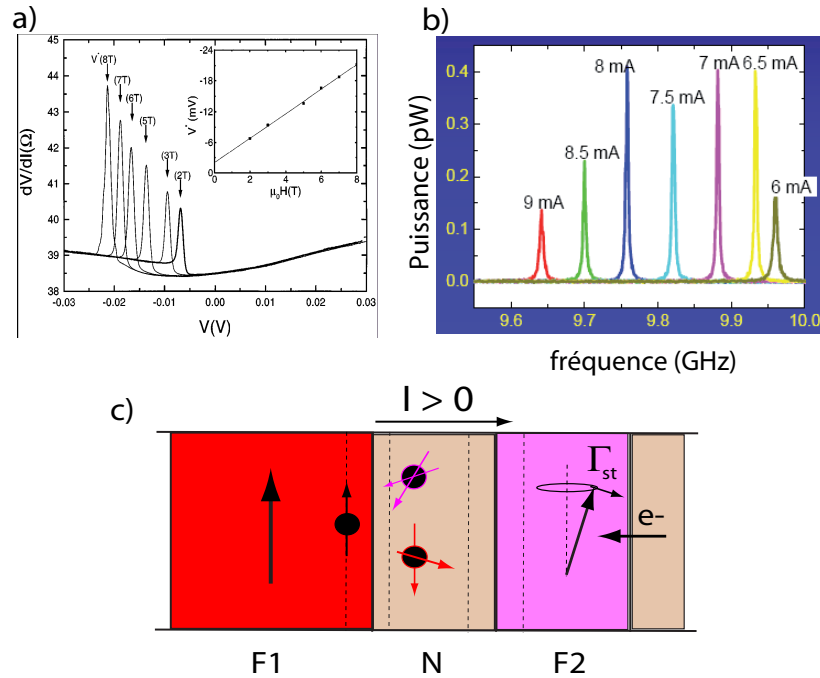 a)
45
44
43
42
41
40
39
38
dV/dI(Ω)
V*(8T)
(7T)
(6T)
(5T)
(3T)
(2T)
-24
-18
-12
-6
0
V* (mV)
0 2 4 6 8
μ₀H(T)
-0.03 -0.02 -0.01 0.00 0.01 0.02 0.03
V(V)
b)
0.4
0.3
0.2
0.1
0.0
Puissance (pW)
9 mA
8.5 mA
8 mA
7.5 mA
7 mA
6.5 mA
6 mA
9.6 9.7 9.8 9.9 10.0
fréquence (GHz)
c)
I > 0
Γst
e-
F1 N F2